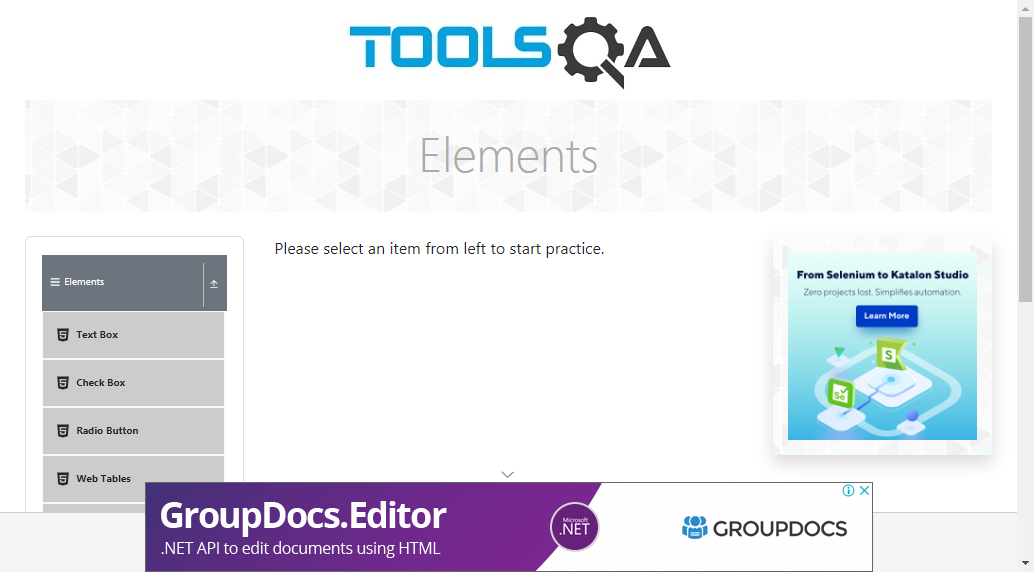 TOOLSQA
Elements
Elements
Text Box
Check Box
Radio Button
Web Tables
Please select an item from left to start practice.
From Selenium to Katalon Studio
Zero projects lost. Simplifies automation.
Learn More
S
Se
GroupDocs.Editor
.NET API to edit documents using HTML
Microsoft
.NET
GROUPDOCS